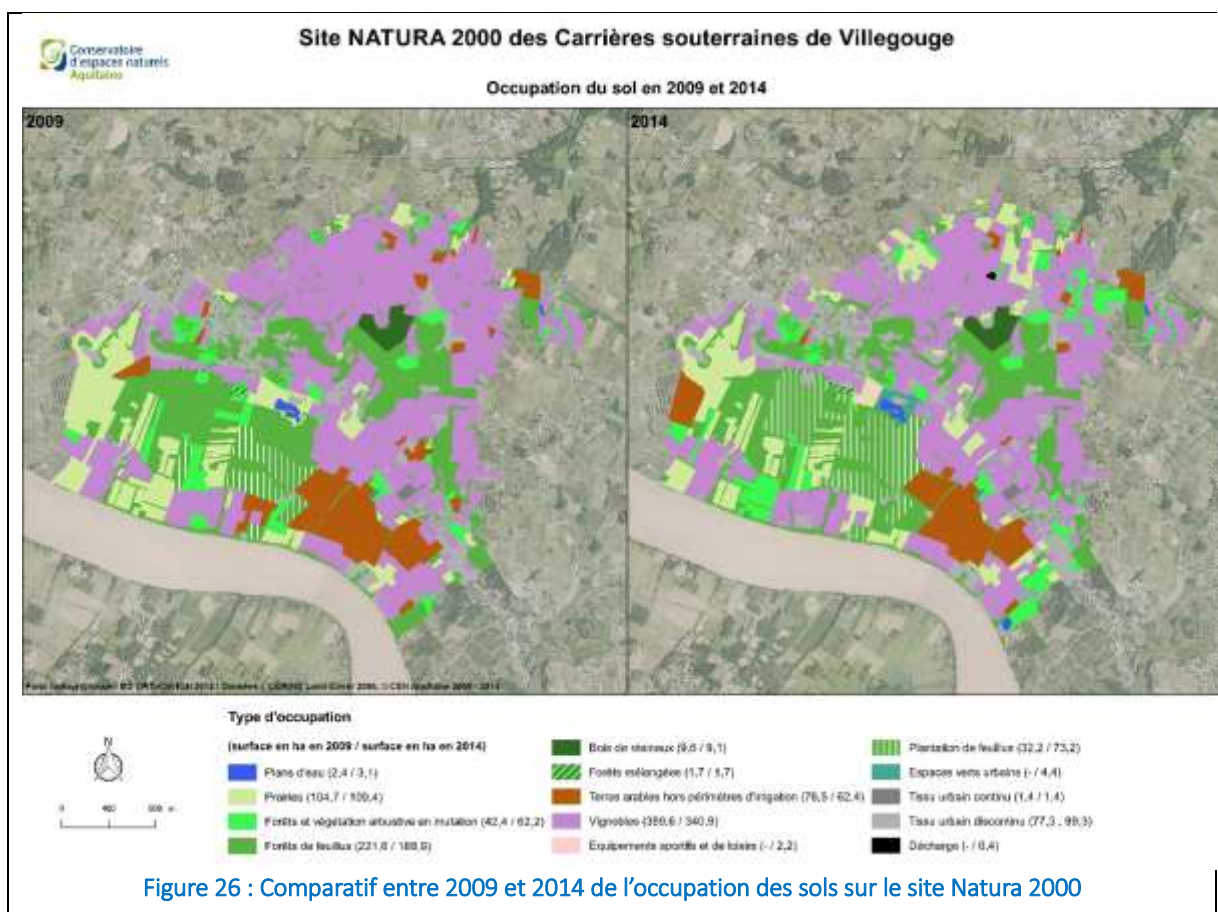 Conservatoire
d'espaces naturels
Aquitaine
Site NATURA 2000 des Carrières souterraines de Villegouge
Occupation du sol en 2009 et 2014
2009
2014
Type d'occupation
(surface en ha en 2009 / surface en ha en 2014)
Plans d'eau (2,4 / 3,1)
Prairies (104,7 / 109,4)
Forêts et végétation arbustive en mutation (42,4 / 62,2)
Forêts de feuillus (221,6 /
Bois de résineux (9,6 / 9,1)
Forêts mélangées (1,7 / 1,7)
Terres arables hors périmètres d'irrigation (76,5 / 62,4)
Vignobles ( / 340,9)
Equipements sportifs et de loisirs (- / 2,2)
Plantation de feuillus (32,2 / 73,2)
Espaces verts urbains (- / 4,4)
Tissu urbain continu (1,4 / 1,4)
Tissu urbain discontinu (77,3 , 99,3)
Décharge (- / 0,4)
N
0 400 800 m
Figure 26 : Comparatif entre 2009 et 2014 de l'occupation des sols sur le site Natura 2000